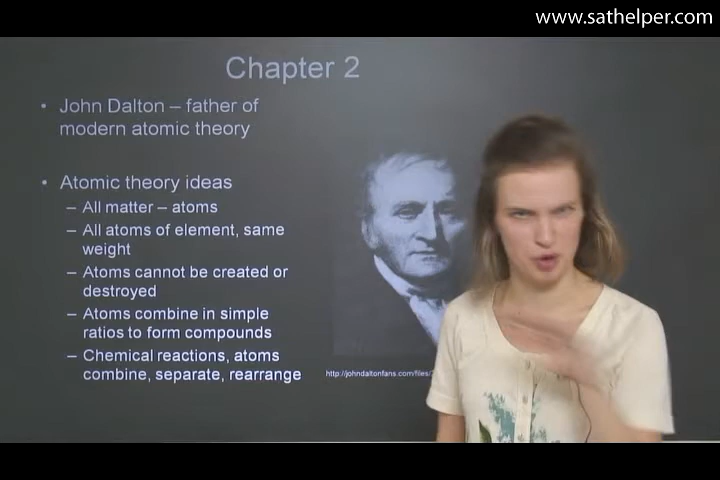 www.sathelper.com
Chapter 2
• John Dalton – father of
modern atomic theory
• Atomic theory ideas
– All matter – atoms
– All atoms of element, same
weight
– Atoms cannot be created or
destroyed
– Atoms combine in simple
ratios to form compounds
– Chemical reactions, atoms
combine, separate, rearrange
http://johndaltonfans.com/files/